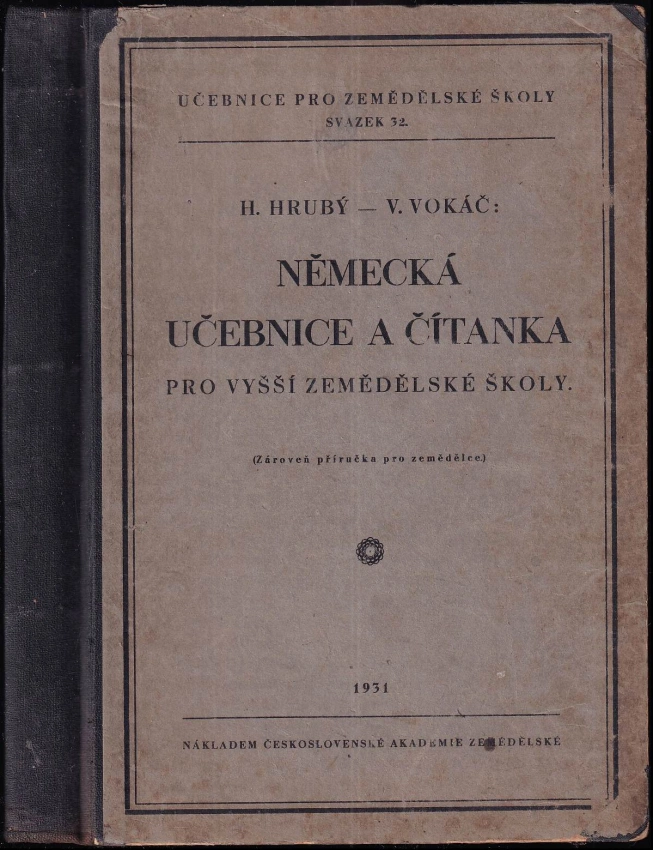 UČEBNICE PRO ZEMĚDĚLSKÉ ŠKOLY
SVAZEK 32.
H. HRUBÝ — V. VOKÁČ:
NĚMECKÁ
UČEBNICE A ČÍTANKA
PRO VYŠŠÍ ZEMĚDĚLSKÉ ŠKOLY.
(Zároveň příručka pro zemědělce.)
1931
NÁKLADEM ČESKOSLOVENSKÉ AKADEMIE ZEMĚDĚLSKÉ